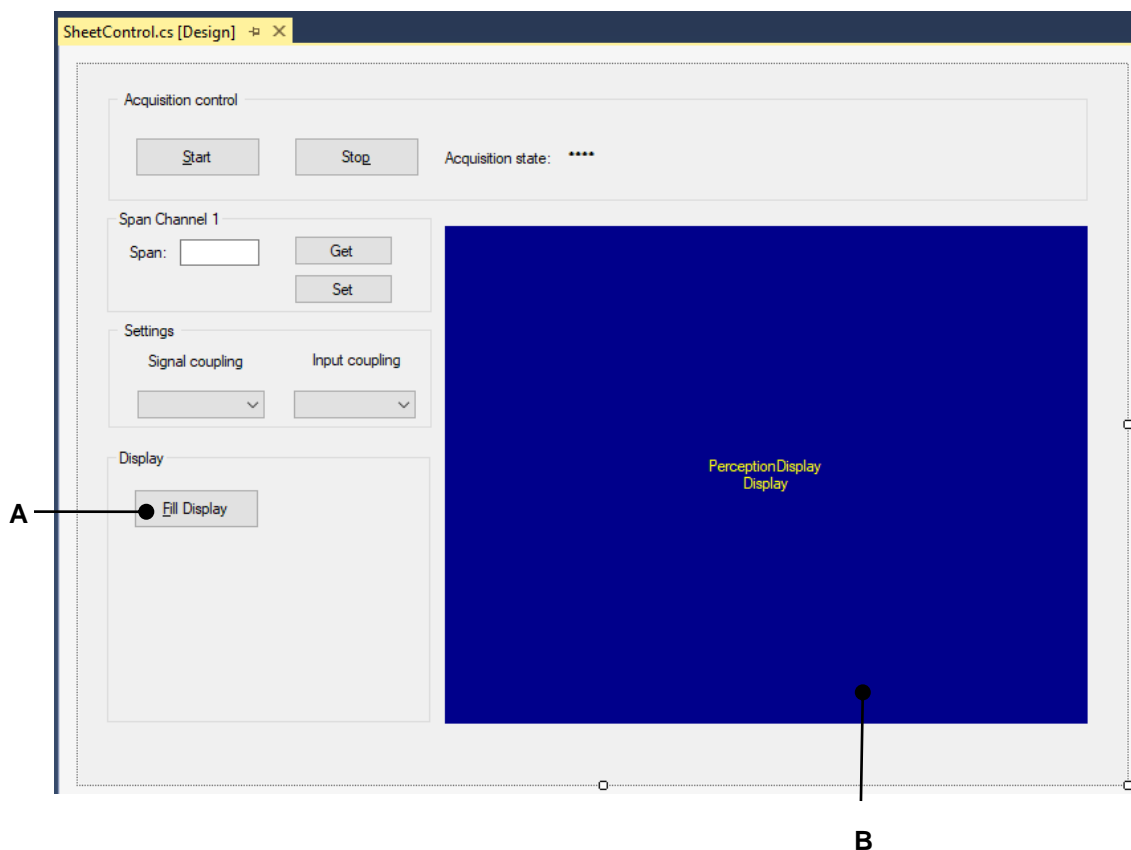 SheetControl.cs [Design]
Acquisition control
Start
Stop
Acquisition state: ****
Span Channel 1
Span:
Get
Set
Settings
Signal coupling
Input coupling
Display
Fill Display
PerceptionDisplay
Display
A
B